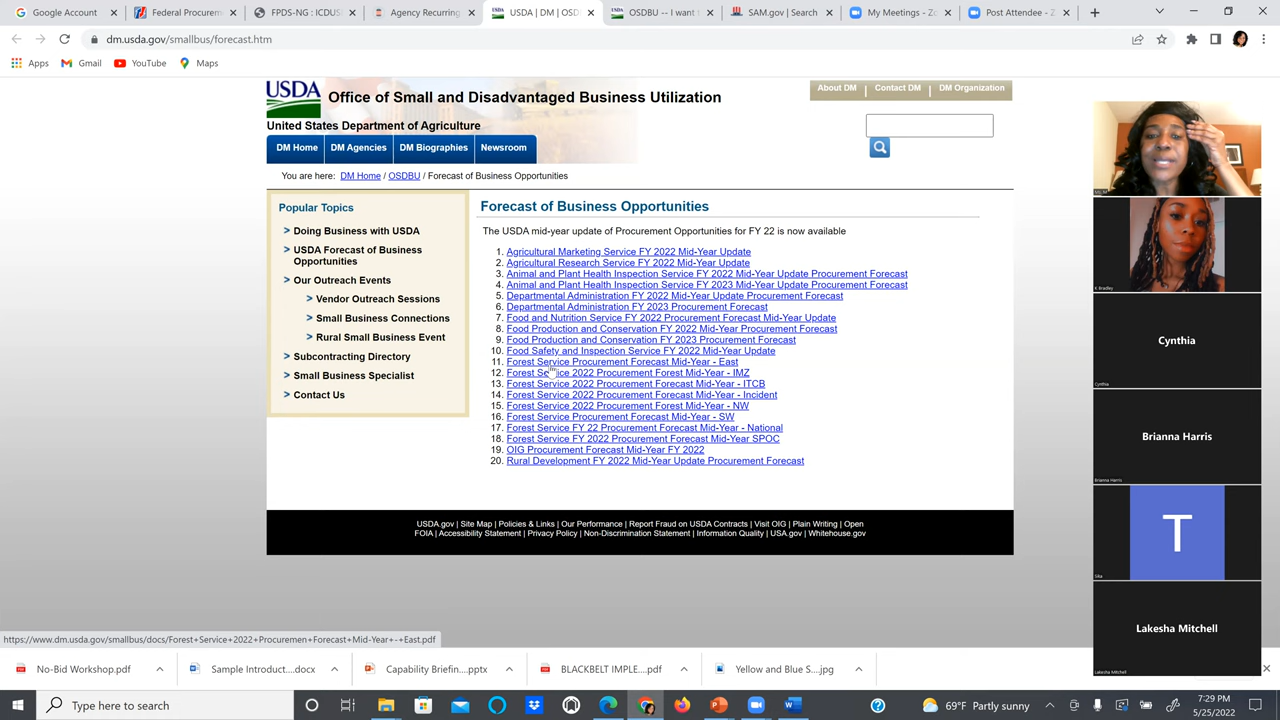 Google Account
Federal Procurem
FPDS-NG: ICDUS
Agency Recurring
USDA | DM | OSD
OSDBU -- I want t
SAM.gov | Search
My Meetings - Zo
Post Attendee - Z
dm.usda.gov/smallbus/forecast.htm
Apps
Gmail
YouTube
Maps
USDA
Office of Small and Disadvantaged Business Utilization
United States Department of Agriculture
About DM | Contact DM | DM Organization
DM Home
DM Agencies
DM Biographies
Newsroom
You are here: DM Home / OSDBU / Forecast of Business Opportunities
Popular Topics
> Doing Business with USDA
> USDA Forecast of Business
Opportunities
> Our Outreach Events
> Vendor Outreach Sessions
> Small Business Connections
> Rural Small Business Event
> Subcontracting Directory
> Small Business Specialist
> Contact Us
Forecast of Business Opportunities
The USDA mid-year update of Procurement Opportunities for FY 22 is now available
1. Agricultural Marketing Service FY 2022 Mid-Year Update
2. Agricultural Research Service FY 2022 Mid-Year Update
3. Animal and Plant Health Inspection Service FY 2022 Mid-Year Update Procurement Forecast
4. Animal and Plant Health Inspection Service FY 2023 Mid-Year Update Procurement Forecast
5. Departmental Administration FY 2022 Mid-Year Update Procurement Forecast
6. Departmental Administration FY 2023 Procurement Forecast
7. Food and Nutrition Service FY 2022 Procurement Forecast Mid-Year Update
8. Food Production and Conservation FY 2022 Mid-Year Procurement Forecast
9. Food Production and Conservation FY 2023 Procurement Forecast
10. Food Safety and Inspection Service FY 2022 Mid-Year Update
11. Forest Service Procurement Forecast Mid-Year - East
12. Forest Service 2022 Procurement Forest Mid-Year - IMZ
13. Forest Service 2022 Procurement Forecast Mid-Year - ITCB
14. Forest Service 2022 Procurement Forecast Mid-Year - Incident
15. Forest Service 2022 Procurement Forest Mid-Year - NW
16. Forest Service Procurement Forecast Mid-Year - SW
17. Forest Service FY 22 Procurement Forecast Mid-Year - National
18. Forest Service FY 2022 Procurement Forecast Mid-Year SPOC
19. OIG Procurement Forecast Mid-Year FY 2022
20. Rural Development FY 2022 Mid-Year Update Procurement Forecast
USDA.gov | Site Map | Policies & Links | Our Performance | Report Fraud on USDA Contracts | Visit OIG | Plain Writing | Open
FOIA | Accessibility Statement | Privacy Policy | Non-Discrimination Statement | Information Quality | USA.gov | Whitehouse.gov
K Bradley
Cynthia
Cynthia
Brianna Harris
Brianna Harris
T
Sika
Lakesha Mitchell
Lakesha Mitchell
https://www.dm.usda.gov/smallbus/docs/Forest+Service+2022+Procuremen+Forecast+Mid-Year+-+East.pdf
No-Bid Workshop.pdf
Sample Introduct....docx
Capability Briefin....pptx
BLACKBELT IMPLE....pdf
Yellow and Blue S....jpg
Type here to search
69°F Partly sunny
7:29 PM
5/25/2022